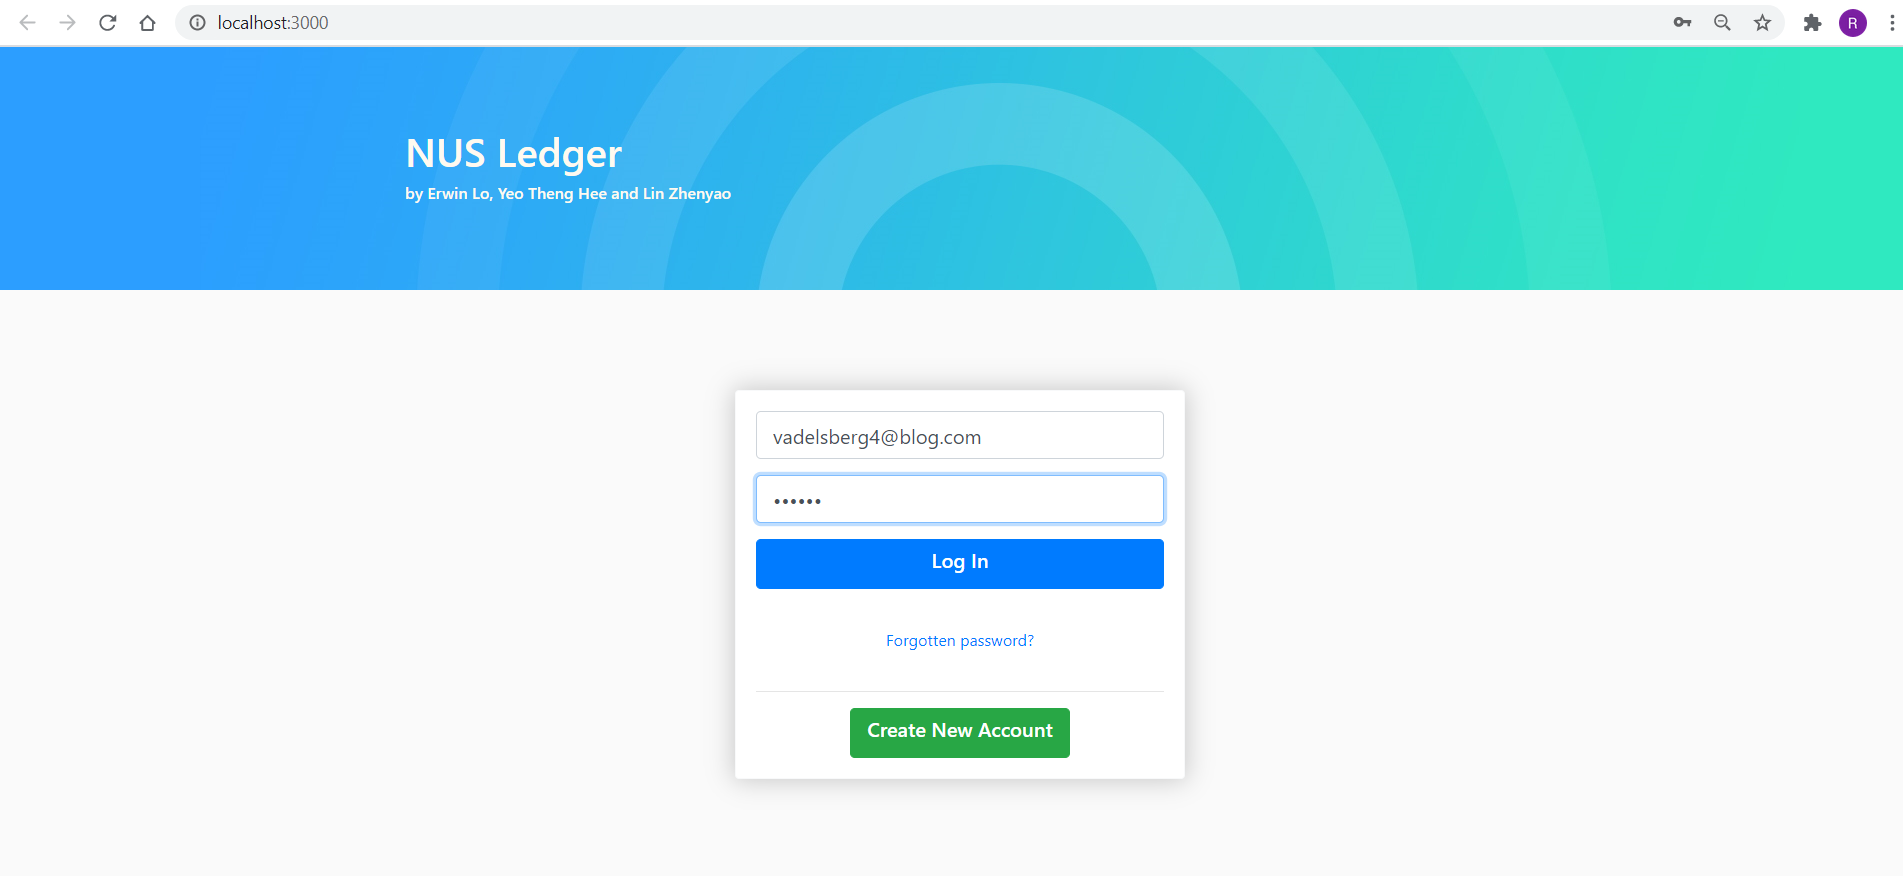 localhost:3000
R
NUS Ledger
by Erwin Lo, Yeo Theng Hee and Lin Zhenyao
vadelsberg4@blog.com
••••••
Log In
Forgotten password?
Create New Account